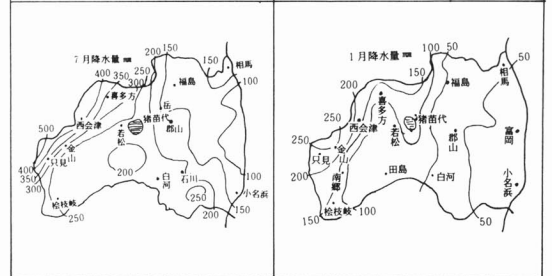 7月降水量 mm
200
150
400
350
300
250
150
相馬
福島
100
喜多方
岳
猪苗代
西会津
若松
郡山
500
金山
只見
400
350
300
200
白河
石川
250
小名浜
桧枝岐
250
200
150
1月降水量 mm
100
50
50
相馬
福島
200
喜多方
猪苗代
250
西会津
若松
郡山
富岡
250
金山
只見
田島
白河
200
南郷
小名浜
桧枝岐
150
100
50
100